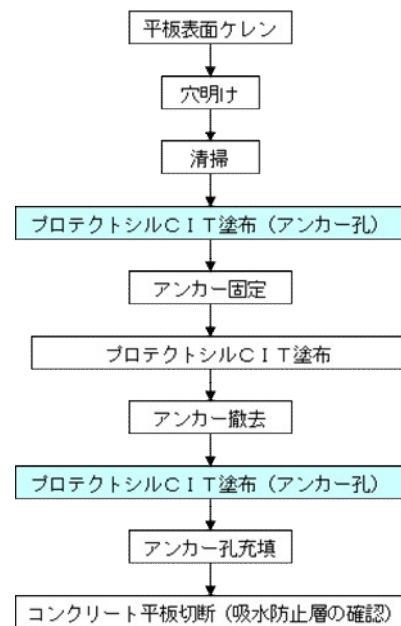 平板表面ケレン
穴明け
清掃
プロテクトシルCIT塗布(アンカー孔)
アンカー固定
プロテクトシルCIT塗布
アンカー撤去
プロテクトシルCIT塗布(アンカー孔)
アンカー孔充填
コンクリート平板切断(吸水防止層の確認)